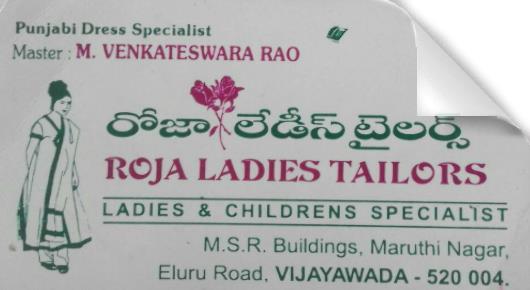 Punjabi Dress Specialist
Master : M. VENKATESWARA RAO
రోజా లేడీస్ టైలర్స్
ROJA LADIES TAILORS
LADIES & CHILDRENS SPECIALIST
M.S.R. Buildings, Maruthi Nagar,
Eluru Road, VIJAYAWADA - 520 004.